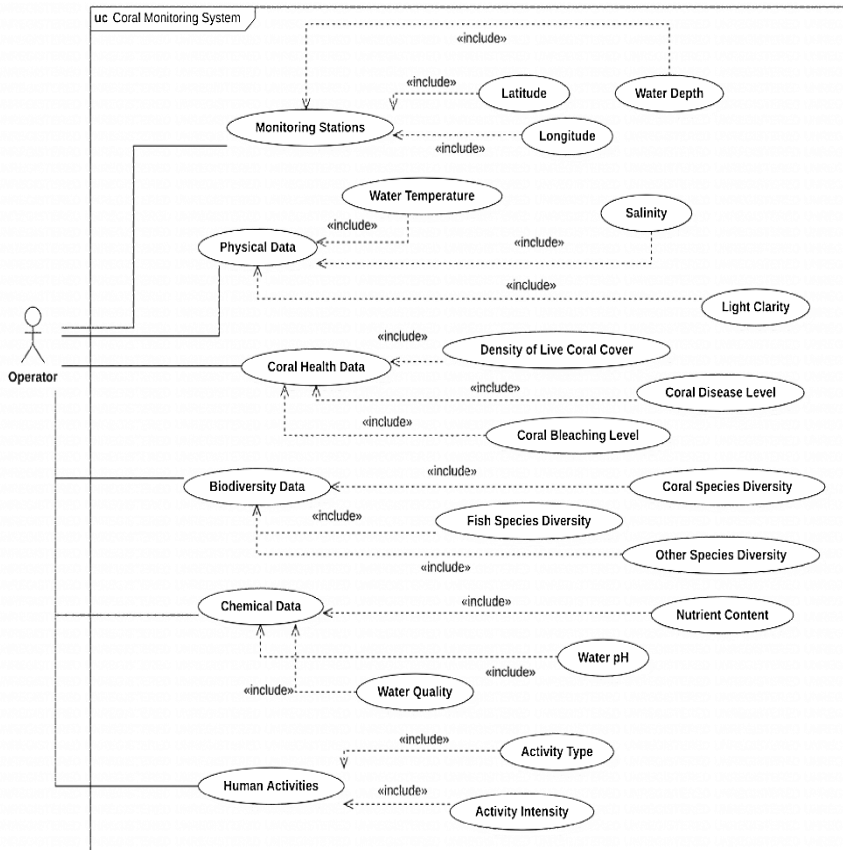 uc Coral Monitoring System
«include»
«include»
Latitude
Water Depth
Monitoring Stations
Longitude
«include»
Water Temperature
Salinity
«include»
Physical Data
«include»
«include»
Light Clarity
Operator
«include»
Density of Live Coral Cover
Coral Health Data
«include»
Coral Disease Level
«include»
Coral Bleaching Level
«include»
Biodiversity Data
Coral Species Diversity
«include»
Fish Species Diversity
Other Species Diversity
«include»
Chemical Data
«include»
Nutrient Content
Water pH
«include»
«include»
Water Quality
«include»
Activity Type
Human Activities
«include»
Activity Intensity